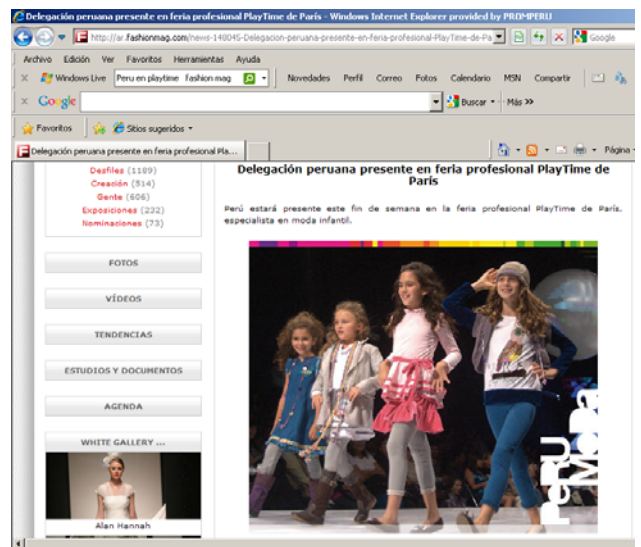 Delegación peruana presente en feria profesional PlayTime de París - Windows Internet Explorer provided by PROMPERU
http://ar.fashionmag.com/news-148045-Delegacion-peruana-presente-en-feria-profesional-PlayTime-de-Pa
Google
Archivo Edición Ver Favoritos Herramientas Ayuda
Windows Live Peru en playtime fashion mag Novedades Perfil Correo Fotos Calendario MSN Compartir
Google Buscar Más >>
Favoritos Sitios sugeridos
Delegación peruana presente en feria profesional Pla... Página
Desfiles (1189)
Creación (514)
Gente (606)
Exposiciones (232)
Nominaciones (73)
FOTOS
VÍDEOS
TENDENCIAS
ESTUDIOS Y DOCUMENTOS
AGENDA
WHITE GALLERY ...
Alan Hannah
Delegación peruana presente en feria profesional PlayTime de
París
Perú estará presente este fin de semana en la feria profesional PlayTime de París,
especialista en moda infantil.
PeRU
MODa